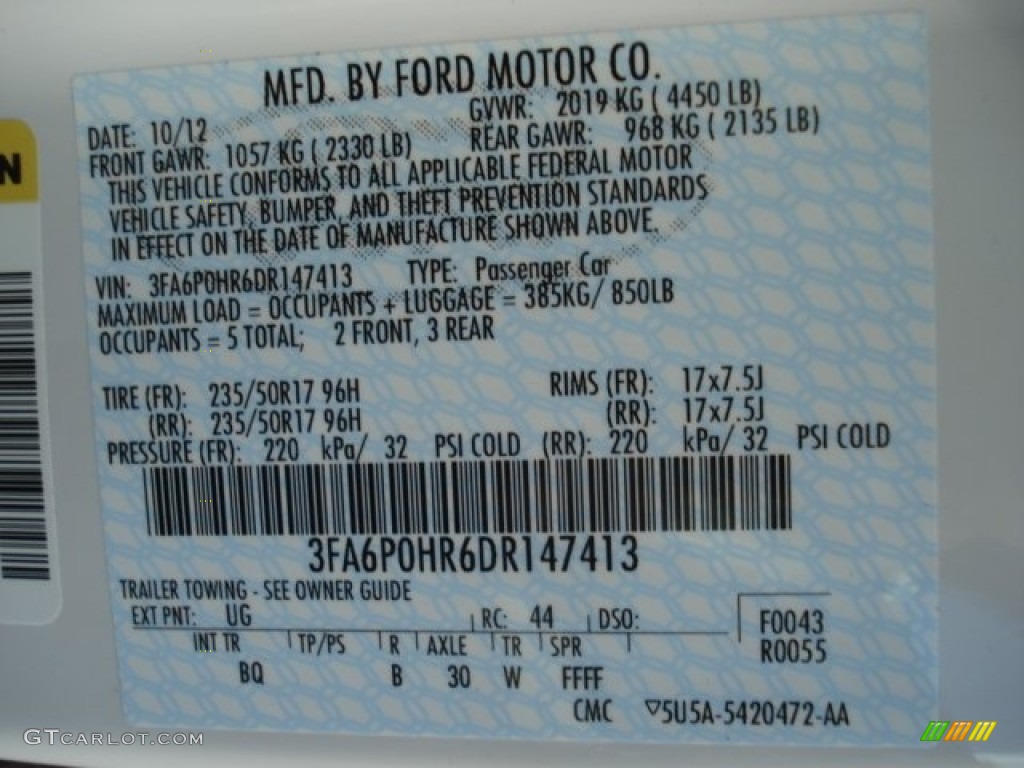 MFD. BY FORD MOTOR CO.
DATE: 10/12 GVWR: 2019 KG ( 4450 LB)
FRONT GAWR: 1057 KG ( 2330 LB) REAR GAWR: 968 KG ( 2135 LB)
THIS VEHICLE CONFORMS TO ALL APPLICABLE FEDERAL MOTOR
VEHICLE SAFETY, BUMPER, AND THEFT PREVENTION STANDARDS
IN EFFECT ON THE DATE OF MANUFACTURE SHOWN ABOVE.
VIN: 3FA6P0HR6DR147413 TYPE: Passenger Car
MAXIMUM LOAD = OCCUPANTS + LUGGAGE = 385KG/ 850LB
OCCUPANTS = 5 TOTAL; 2 FRONT, 3 REAR
TIRE (FR): 235/50R17 96H RIMS (FR): 17x7.5J
(RR): 235/50R17 96H (RR): 17x7.5J
PRESSURE (FR): 220 kPa/ 32 PSI COLD (RR): 220 kPa/ 32 PSI COLD
3FA6P0HR6DR147413
TRAILER TOWING - SEE OWNER GUIDE
EXT PNT: UG RC: 44 DSO: F0043
INT TR TP/PS R AXLE TR SPR R0055
BQ B 30 W FFFF
CMC ▽5U5A-5420472-AA
N
GTCARLOT.COM